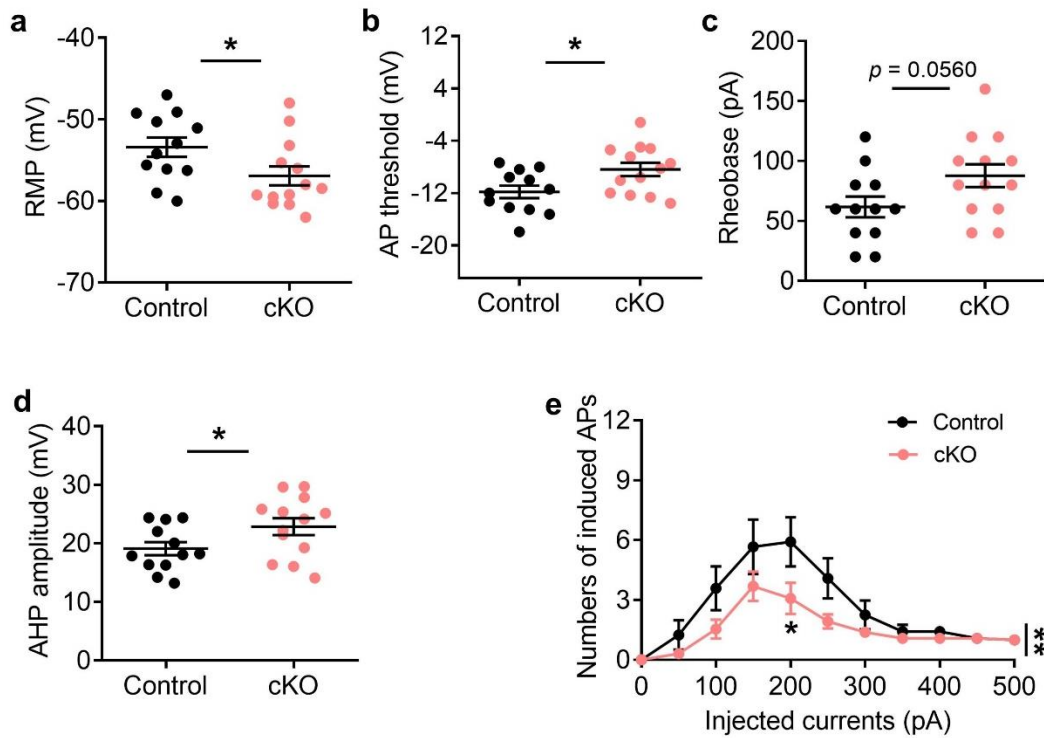 a
RMP (mV)
-40
-50
-60
-70
*
Control
cKO
b
AP threshold (mV)
12
4
-4
-12
-20
*
Control
cKO
c
Rheobase (pA)
200
150
100
50
0
p = 0.0560
Control
cKO
d
AHP amplitude (mV)
40
30
20
10
0
*
Control
cKO
e
Numbers of induced APs
12
9
6
3
0
Control
cKO
*
**
0
100
200
300
400
500
Injected currents (pA)